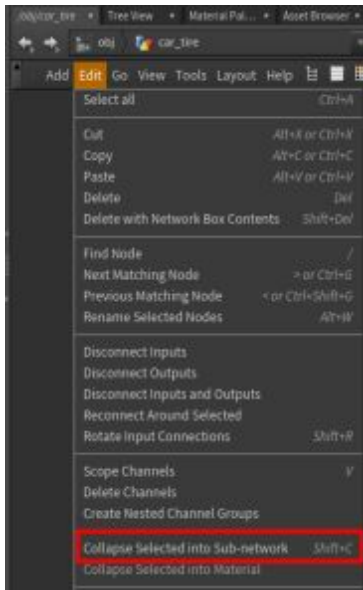 /obj/car_tire Tree View Material Pal... Asset Browser
obj car_tire
Add Edit Go View Tools Layout Help
Select all Ctrl+A
Cut Alt+X or Ctrl+X
Copy Alt+C or Ctrl+C
Paste Alt+V or Ctrl+V
Delete Del
Delete with Network Box Contents Shift+Del
Find Node /
Next Matching Node > or Ctrl+G
Previous Matching Node < or Ctrl+Shift+G
Rename Selected Nodes Alt+W
Disconnect Inputs
Disconnect Outputs
Disconnect Inputs and Outputs
Reconnect Around Selected
Rotate Input Connections Shift+R
Scope Channels V
Delete Channels
Create Nested Channel Groups
Collapse Selected into Sub-network Shift+C
Collapse Selected into Material